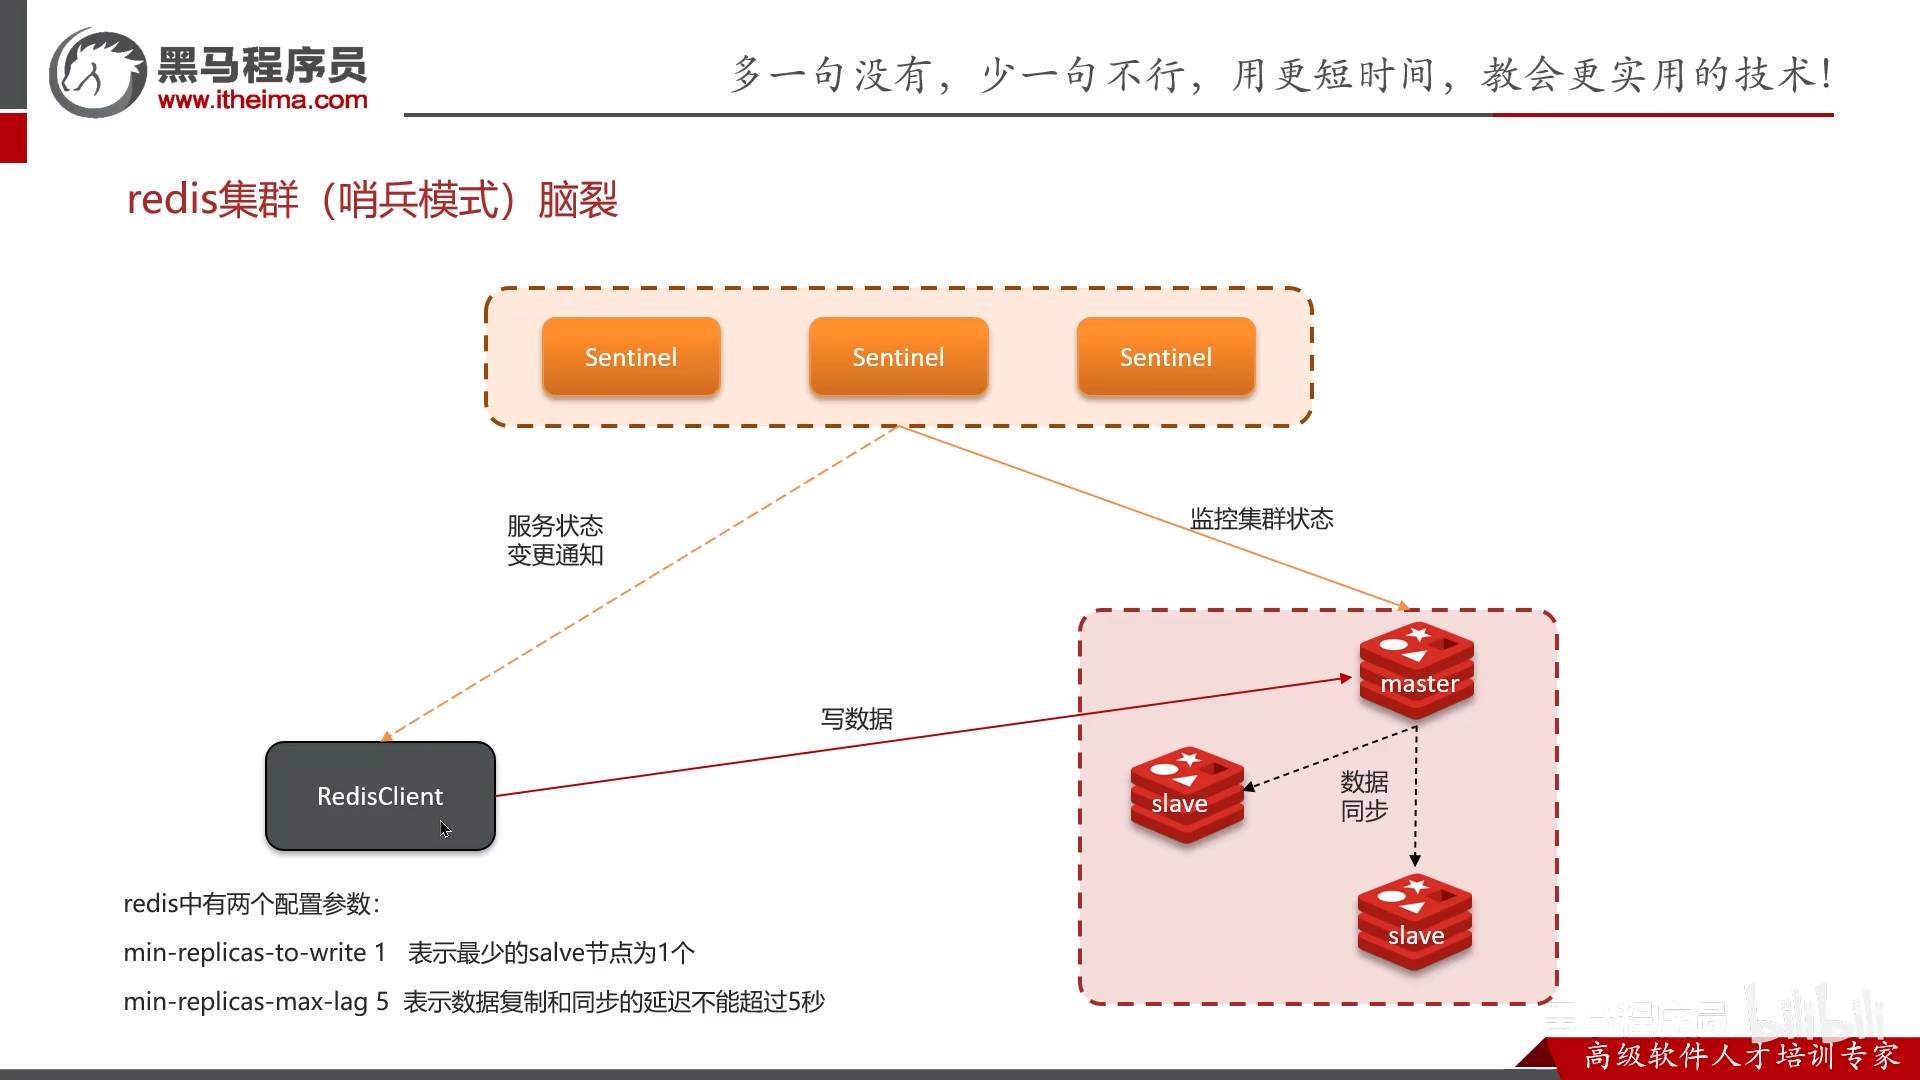 黑马程序员
www.itheima.com
多一句没有，少一句不行，用更短时间，教会更实用的技术！
redis集群（哨兵模式）脑裂
Sentinel
Sentinel
Sentinel
服务状态
变更通知
监控集群状态
master
写数据
slave
数据
同步
RedisClient
slave
redis中有两个配置参数：
min-replicas-to-write 1 表示最少的salve节点为1个
min-replicas-max-lag 5 表示数据复制和同步的延迟不能超过5秒
黑马程序员 bilibili
高级软件人才培训专家